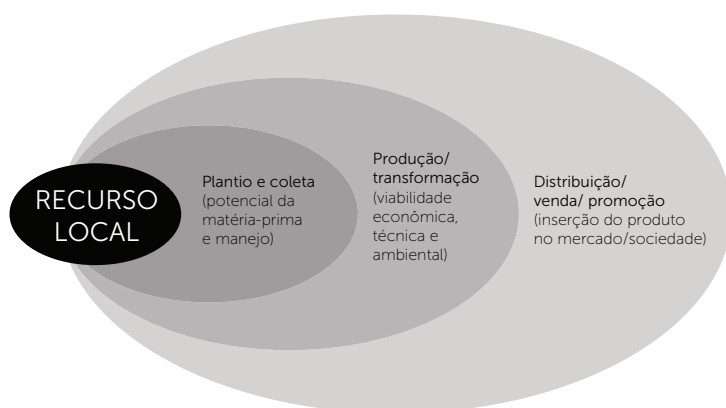 RECURSO
LOCAL
Plantio e coleta
(potencial da
matéria-prima
e manejo)
Produção/
transformação
(viabilidade
econômica,
técnica e
ambiental)
Distribuição/
venda/ promoção
(inserção do produto
no mercado/sociedade)